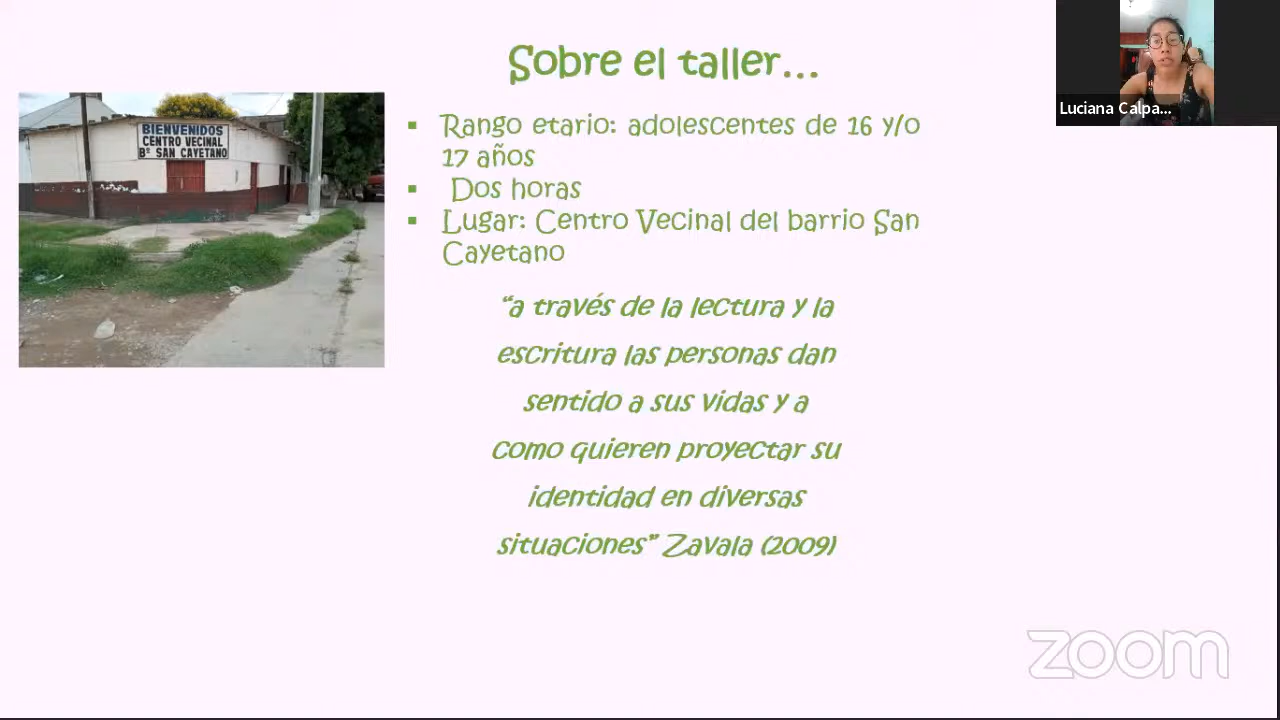 Sobre el taller...
BIENVENIDOS
CENTRO VECINAL
Bº SAN CAYETANO
▪ Rango etario: adolescentes de 16 y/o
17 años
▪ Dos horas
▪ Lugar: Centro Vecinal del barrio San
Cayetano
“a través de la lectura y la
escritura las personas dan
sentido a sus vidas y a
como quieren proyectar su
identidad en diversas
situaciones” Zavala (2009)
Luciana Calpa...
zoom